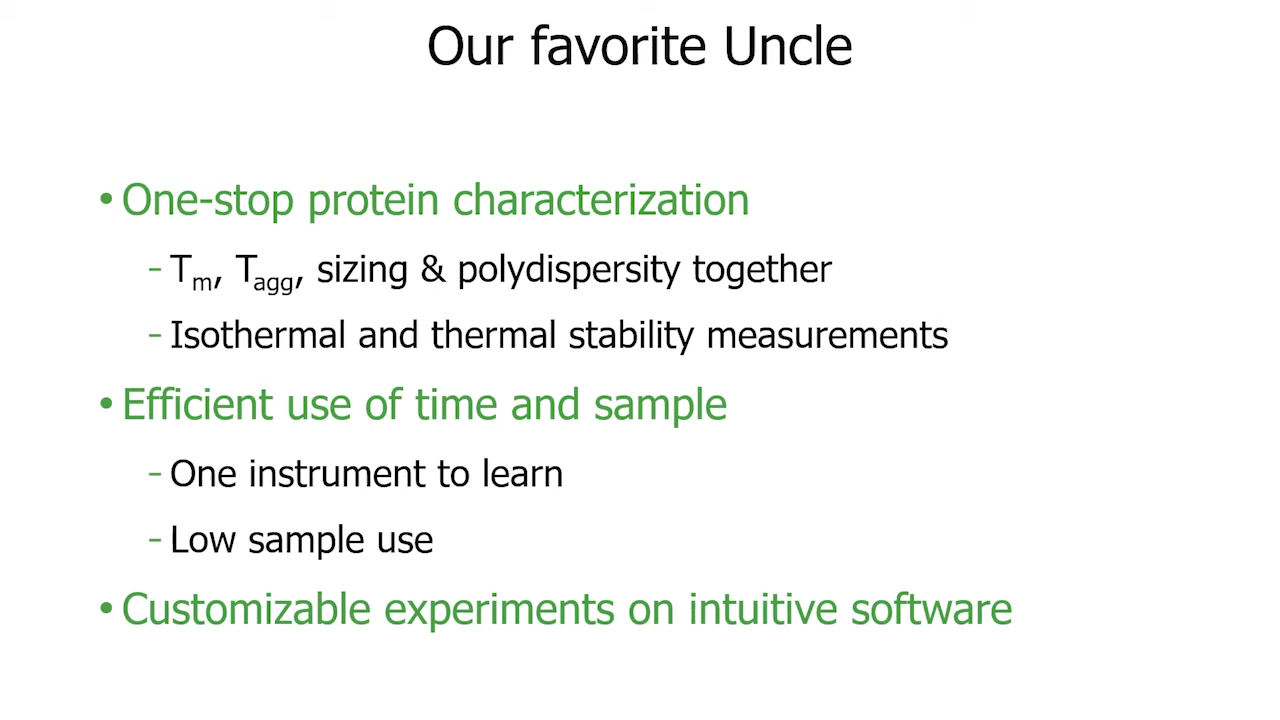 Our favorite Uncle
• One-stop protein characterization
- Tm, Tagg, sizing & polydispersity together
- Isothermal and thermal stability measurements
• Efficient use of time and sample
- One instrument to learn
- Low sample use
• Customizable experiments on intuitive software